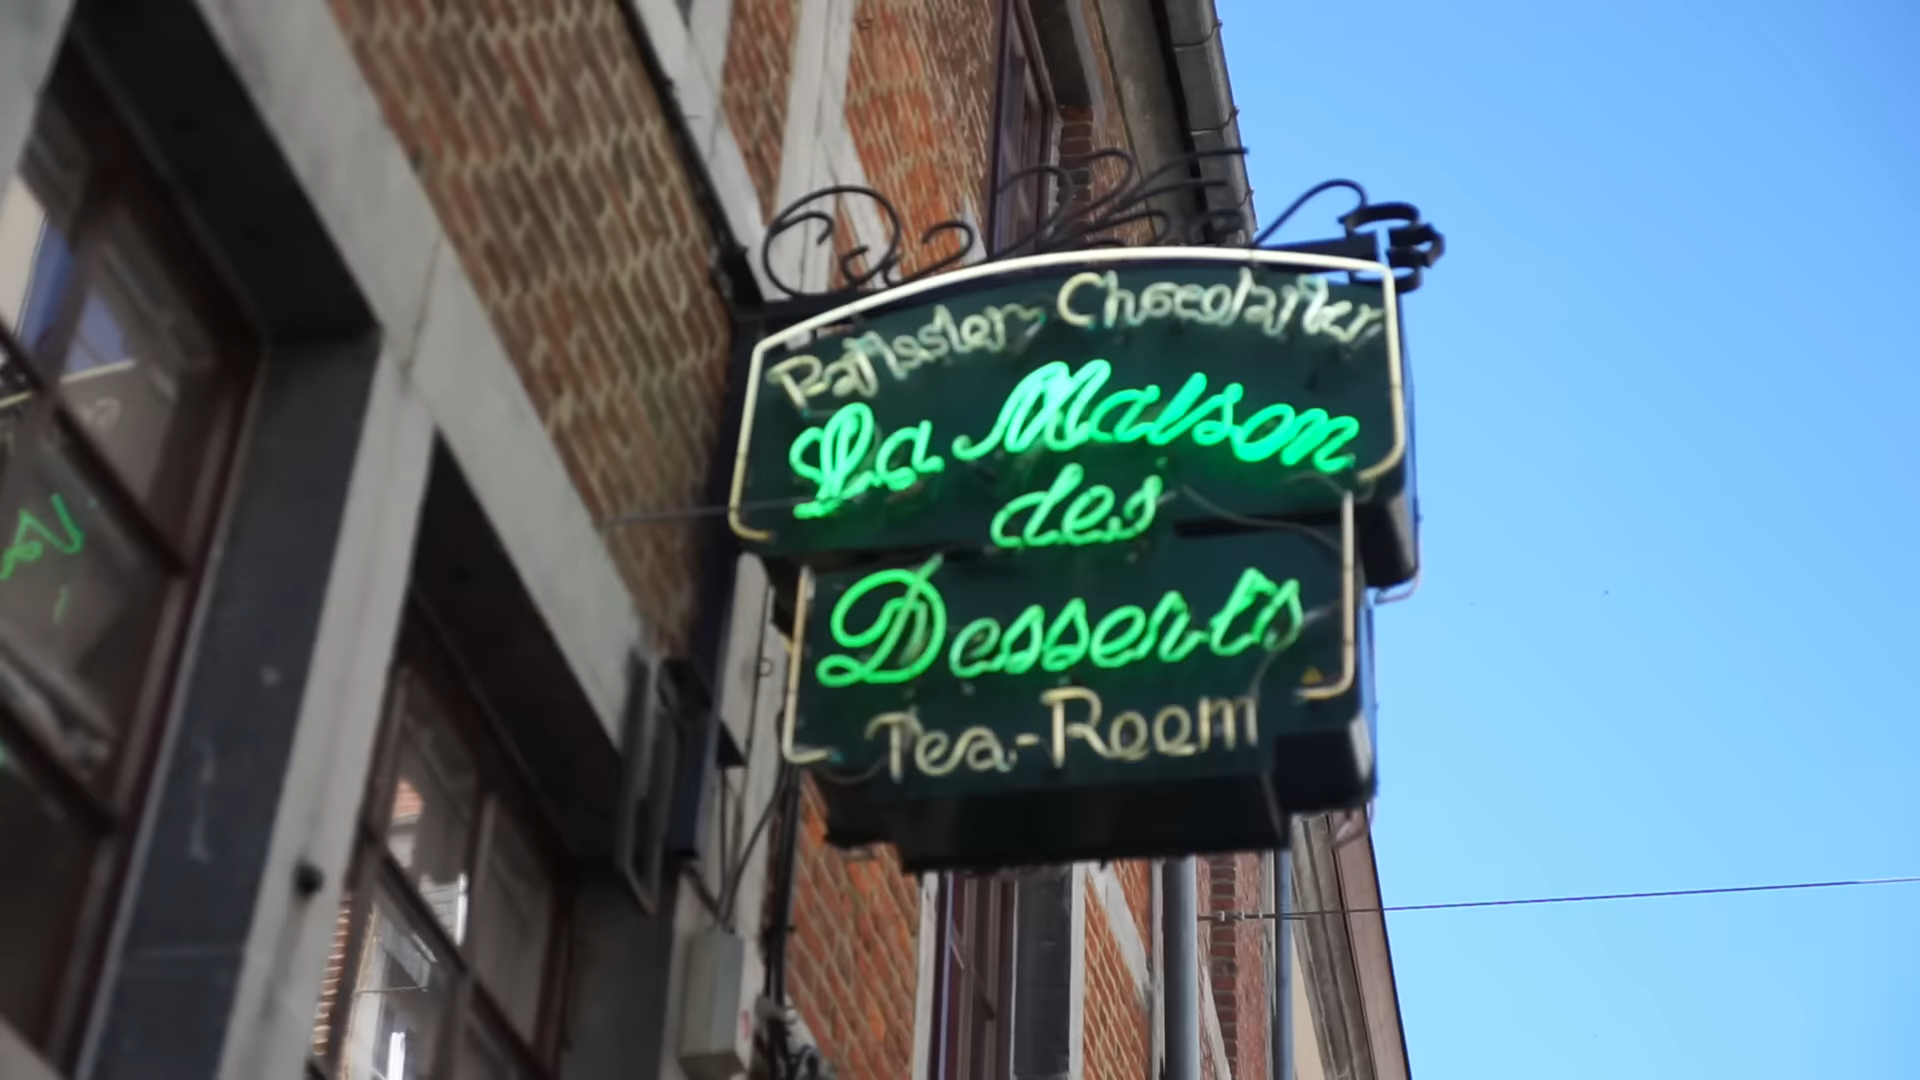 Patissier Chocolatier
La Maison
des
Desserts
Tea-Room